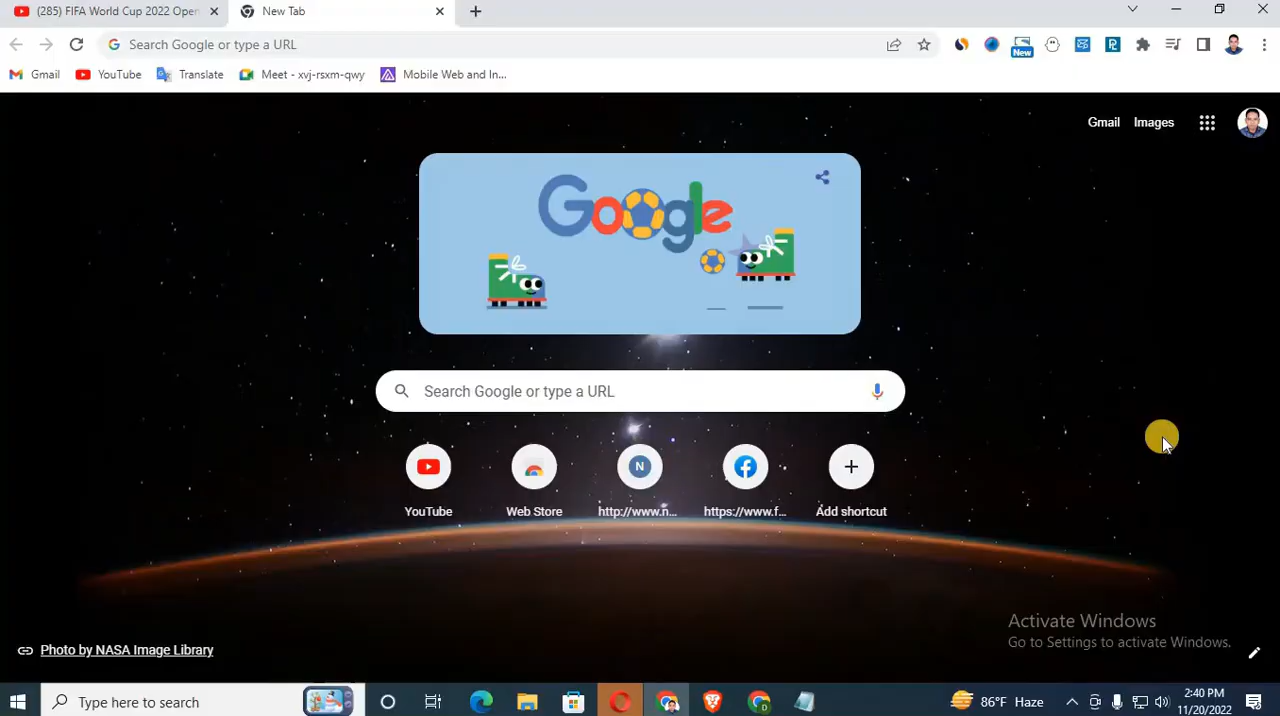 (285) FIFA World Cup 2022 Open
New Tab
Search Google or type a URL
New
Gmail
YouTube
Translate
Meet - xvj-rsxm-qwy
Mobile Web and In...
Gmail
Images
Google
Search Google or type a URL
N
YouTube
Web Store
http://www.n...
https://www.f...
Add shortcut
Activate Windows
Go to Settings to activate Windows.
Photo by NASA Image Library
Type here to search
86°F Haze
2:40 PM
11/20/2022